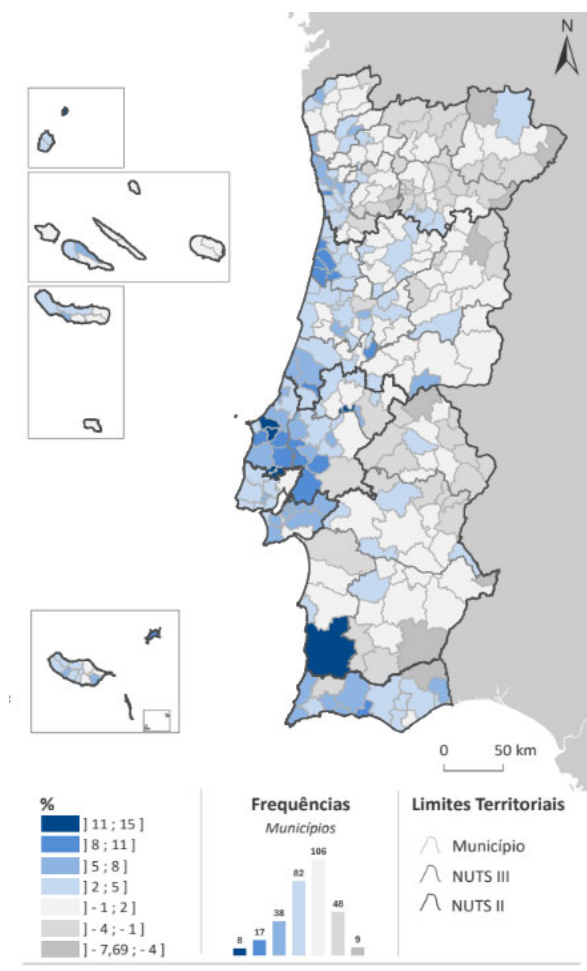 N
0 50 km
%
] 11 ; 15 ]
] 8 ; 11 ]
] 5 ; 8 ]
] 2 ; 5 ]
] - 1 ; 2 ]
] - 4 ; -1 ]
] - 7,69 ; - 4 ]
Frequências
Municípios
8 17 38 82 106 48 9
Limites Territoriais
Município
NUTS III
NUTS II